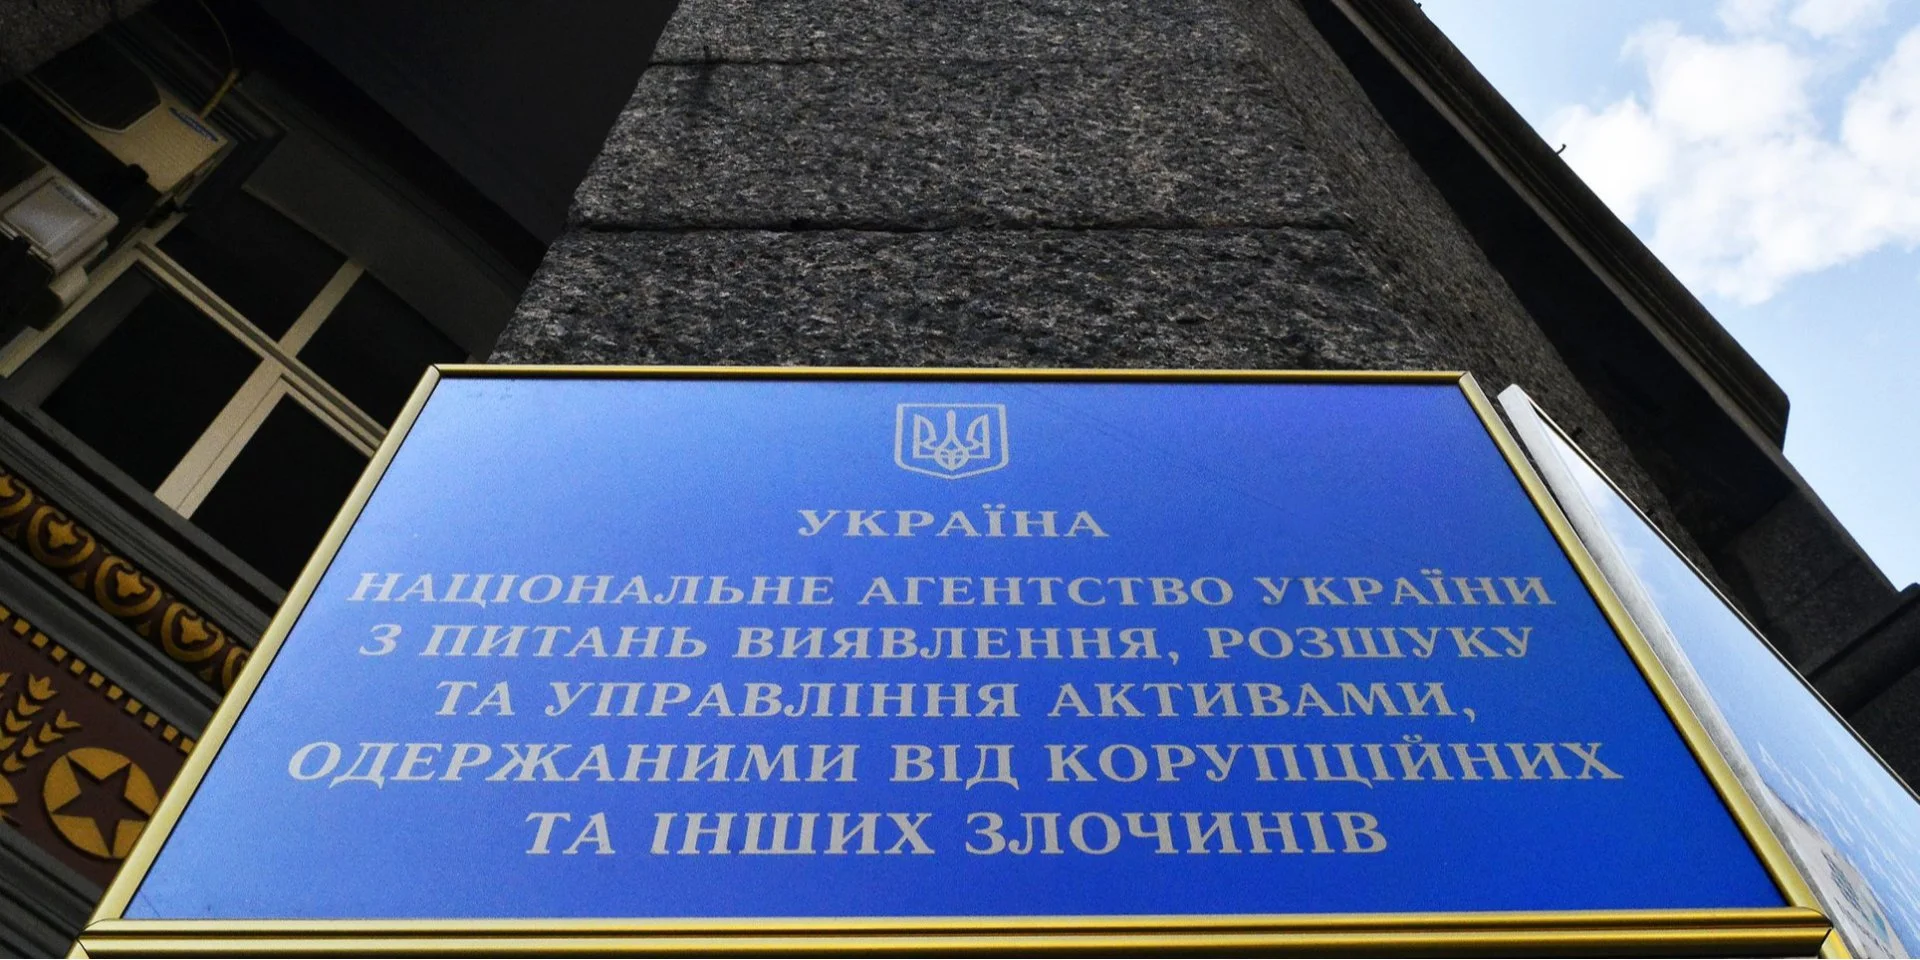 УКРАЇНА
НАЦІОНАЛЬНЕ АГЕНТСТВО УКРАЇНИ
З ПИТАНЬ ВИЯВЛЕННЯ, РОЗШУКУ
ТА УПРАВЛІННЯ АКТИВАМИ,
ОДЕРЖАНИМИ ВІД КОРУПЦІЙНИХ
ТА ІНШИХ ЗЛОЧИНІВ